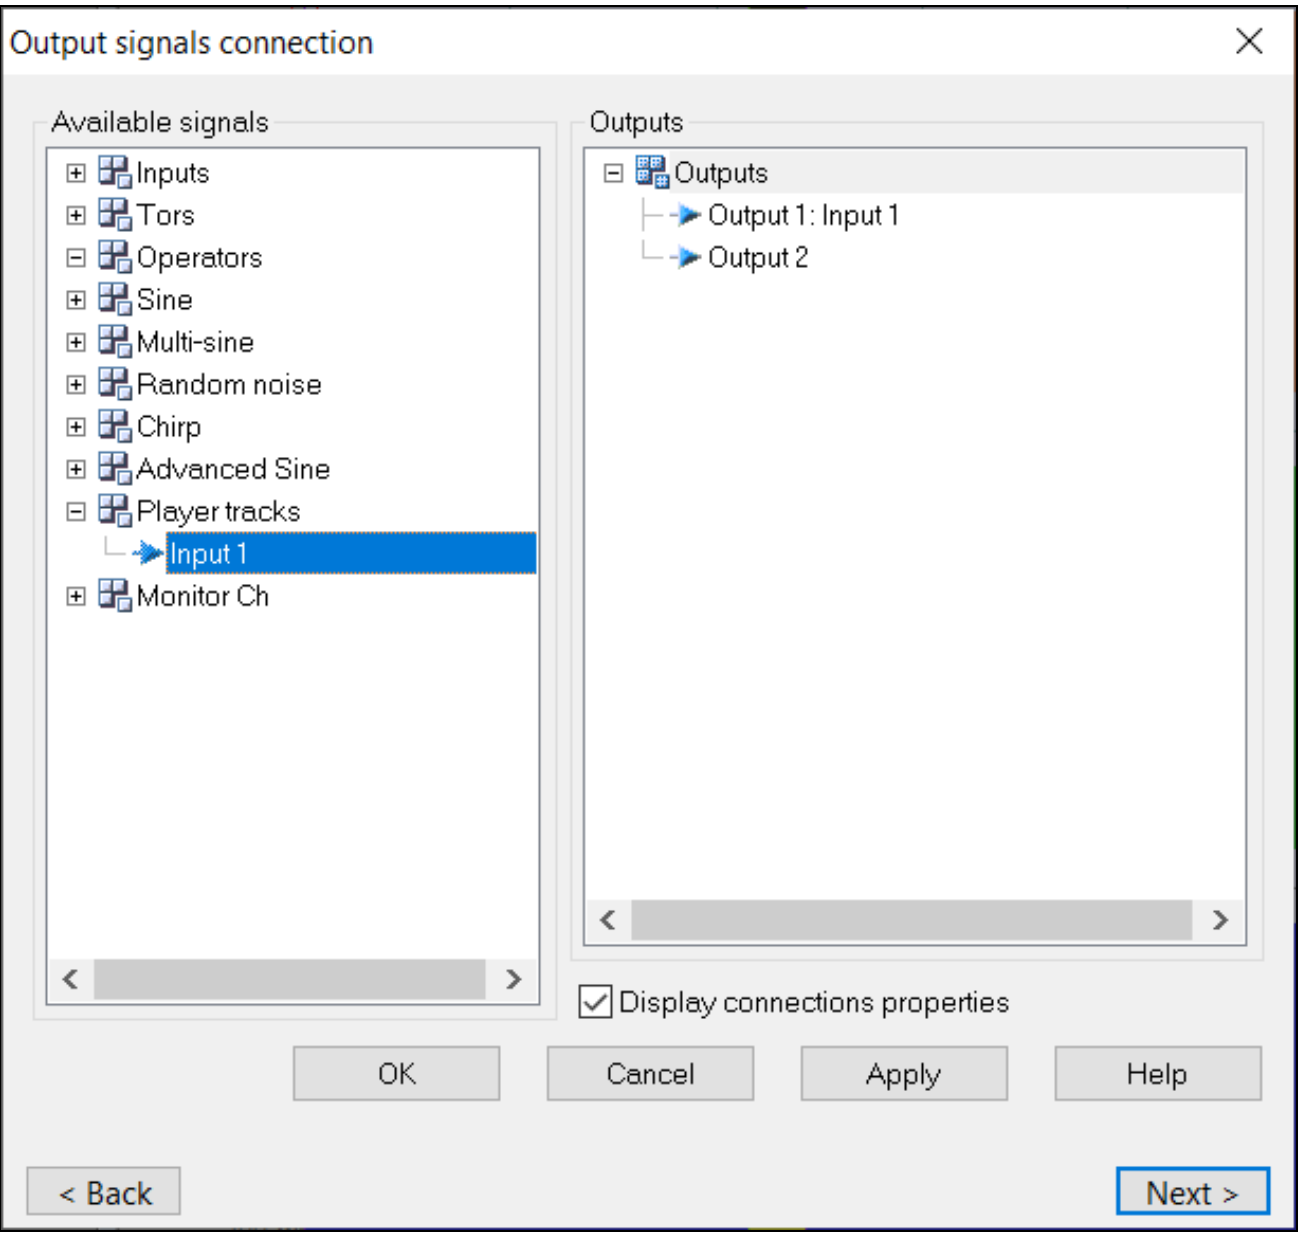 Output signals connection
Available signals
Inputs
Tors
Operators
Sine
Multi-sine
Random noise
Chirp
Advanced Sine
Player tracks
Input 1
Monitor Ch
Outputs
Outputs
Output 1: Input 1
Output 2
Display connections properties
OK
Cancel
Apply
Help
< Back
Next >